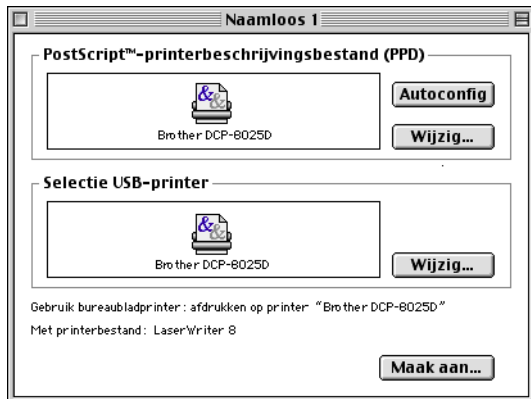 Naamloos 1
PostScript™-printerbeschrijvingsbestand (PPD)
Brother DCP-8025D
Autoconfig
Wijzig...
Selectie USB-printer
Brother DCP-8025D
Wijzig...
Gebruik bureaubladprinter: afdrukken op printer "Brother DCP-8025D"
Met printerbestand: LaserWriter 8
Maak aan...